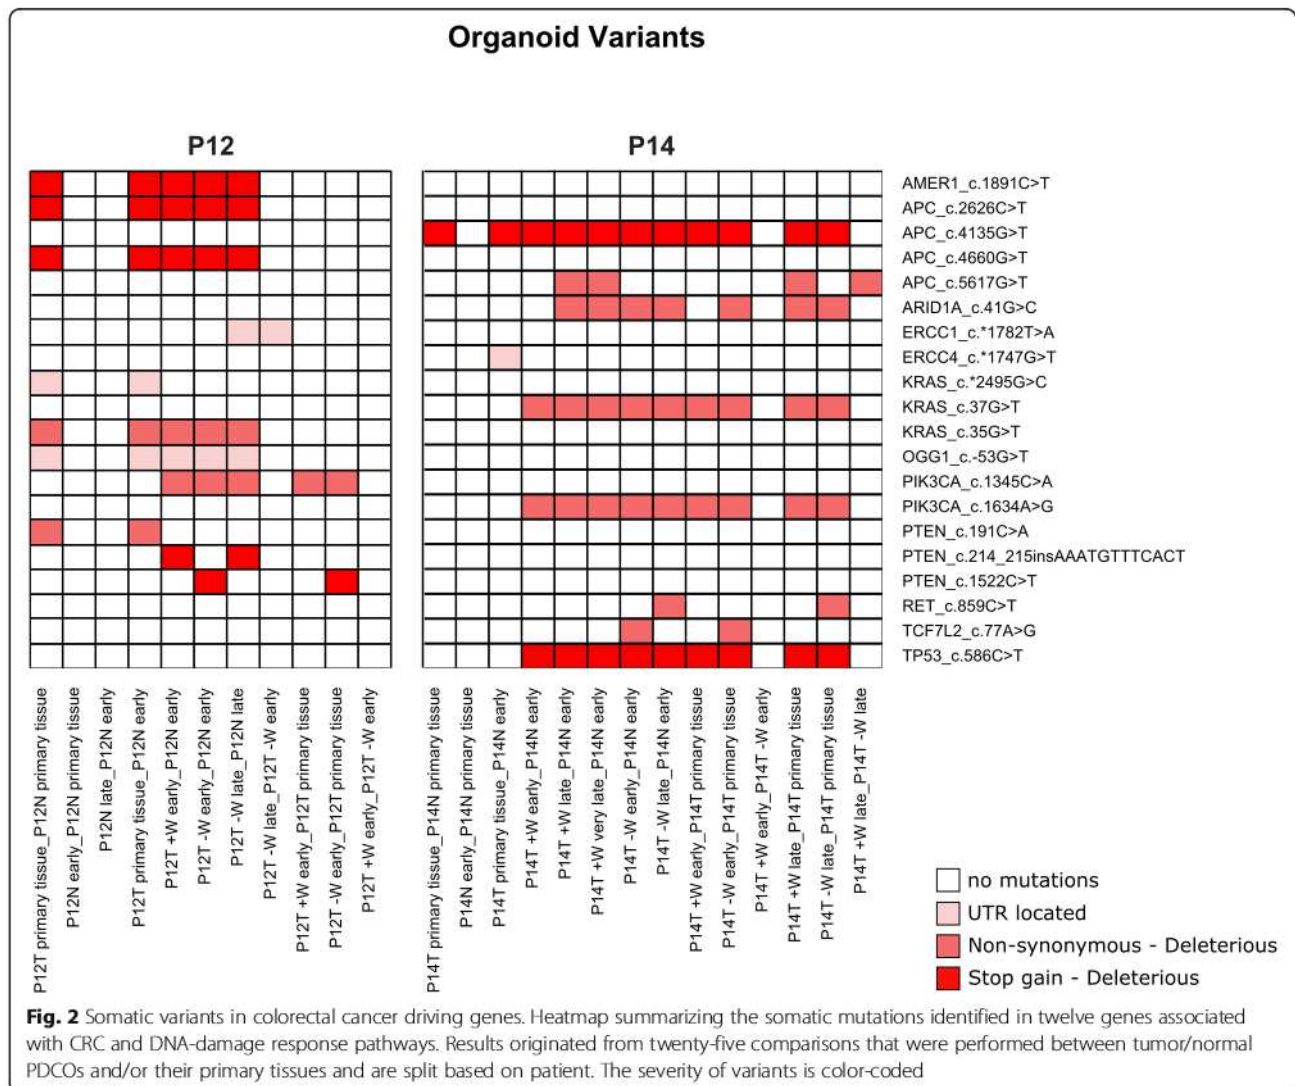 Organoid Variants
P12
P14
AMER1_c.1891C>T
APC_c.2626C>T
APC_c.4135G>T
APC_c.4660G>T
APC_c.5617G>T
ARID1A_c.41G>C
ERCC1_c.*1782T>A
ERCC4_c.*1747G>T
KRAS_c.*2495G>C
KRAS_c.37G>T
KRAS_c.35G>T
OGG1_c.-53G>T
PIK3CA_c.1345C>A
PIK3CA_c.1634A>G
PTEN_c.191C>A
PTEN_c.214_215insAAATGTTTCACT
PTEN_c.1522C>T
RET_c.859C>T
TCF7L2_c.77A>G
TP53_c.586C>T
P12T primary tissue_P12N primary tissue
P12N early_P12N primary tissue
P12N late_P12N early
P12T primary tissue_P12N early
P12T +W early_P12N early
P12T -W early_P12N early
P12T -W late_P12N late
P12T -W late_P12T -W early
P12T +W early_P12T primary tissue
P12T -W early_P12T primary tissue
P12T +W early_P12T -W early
P14T primary tissue_P14N primary tissue
P14N early_P14N primary tissue
P14T primary tissue_P14N early
P14T +W early_P14N early
P14T +W late_P14N early
P14T +W very late_P14N early
P14T -W early_P14N early
P14T -W late_P14N early
P14T +W early_P14T primary tissue
P14T -W early_P14T primary tissue
P14T +W early_P14T -W early
P14T +W late_P14T primary tissue
P14T -W late_P14T primary tissue
P14T +W late_P14T -W late
no mutations
UTR located
Non-synonymous - Deleterious
Stop gain - Deleterious
Fig. 2 Somatic variants in colorectal cancer driving genes. Heatmap summarizing the somatic mutations identified in twelve genes associated
with CRC and DNA-damage response pathways. Results originated from twenty-five comparisons that were performed between tumor/normal
PDCOs and/or their primary tissues and are split based on patient. The severity of variants is color-coded